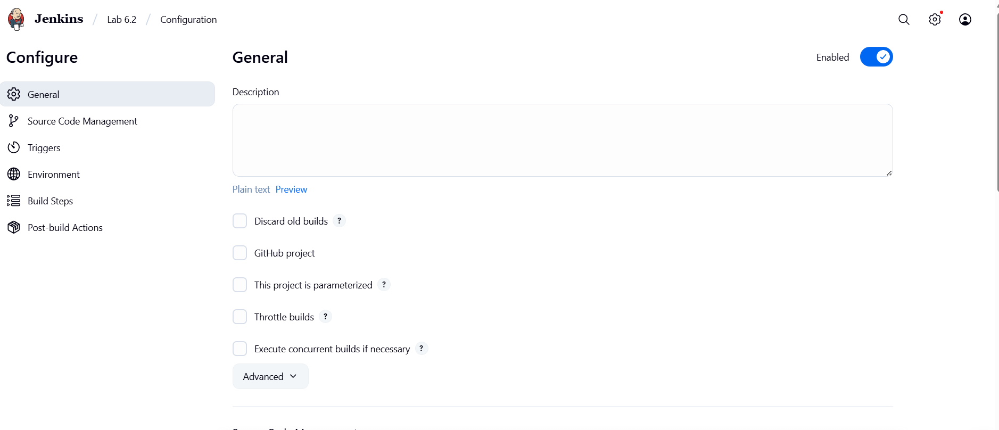 Jenkins / Lab 6.2 / Configuration
Configure
General
Source Code Management
Triggers
Environment
Build Steps
Post-build Actions
General
Enabled
Description
Plain text Preview
Discard old builds ?
GitHub project
This project is parameterized ?
Throttle builds ?
Execute concurrent builds if necessary ?
Advanced